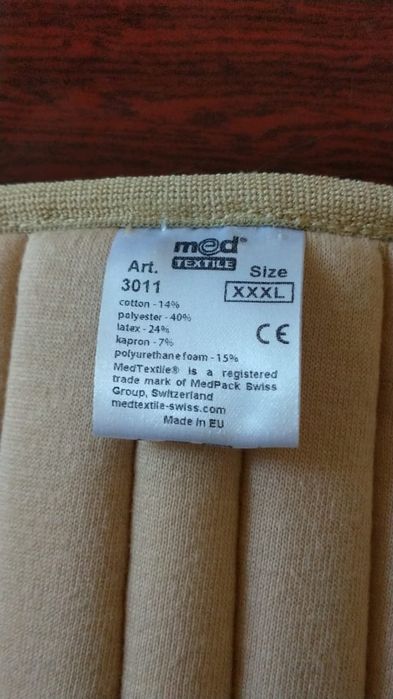 med®
TEXTILE
Art. Size
3011 XXXL
cotton - 14%
polyester - 40%
latax - 24%
kapron - 7%
polyurethane foam - 15%
CE
MedTextile® is a registered
trade mark of MedPack Swiss
Group, Switzerland
medtextile-swiss.com
Made in EU